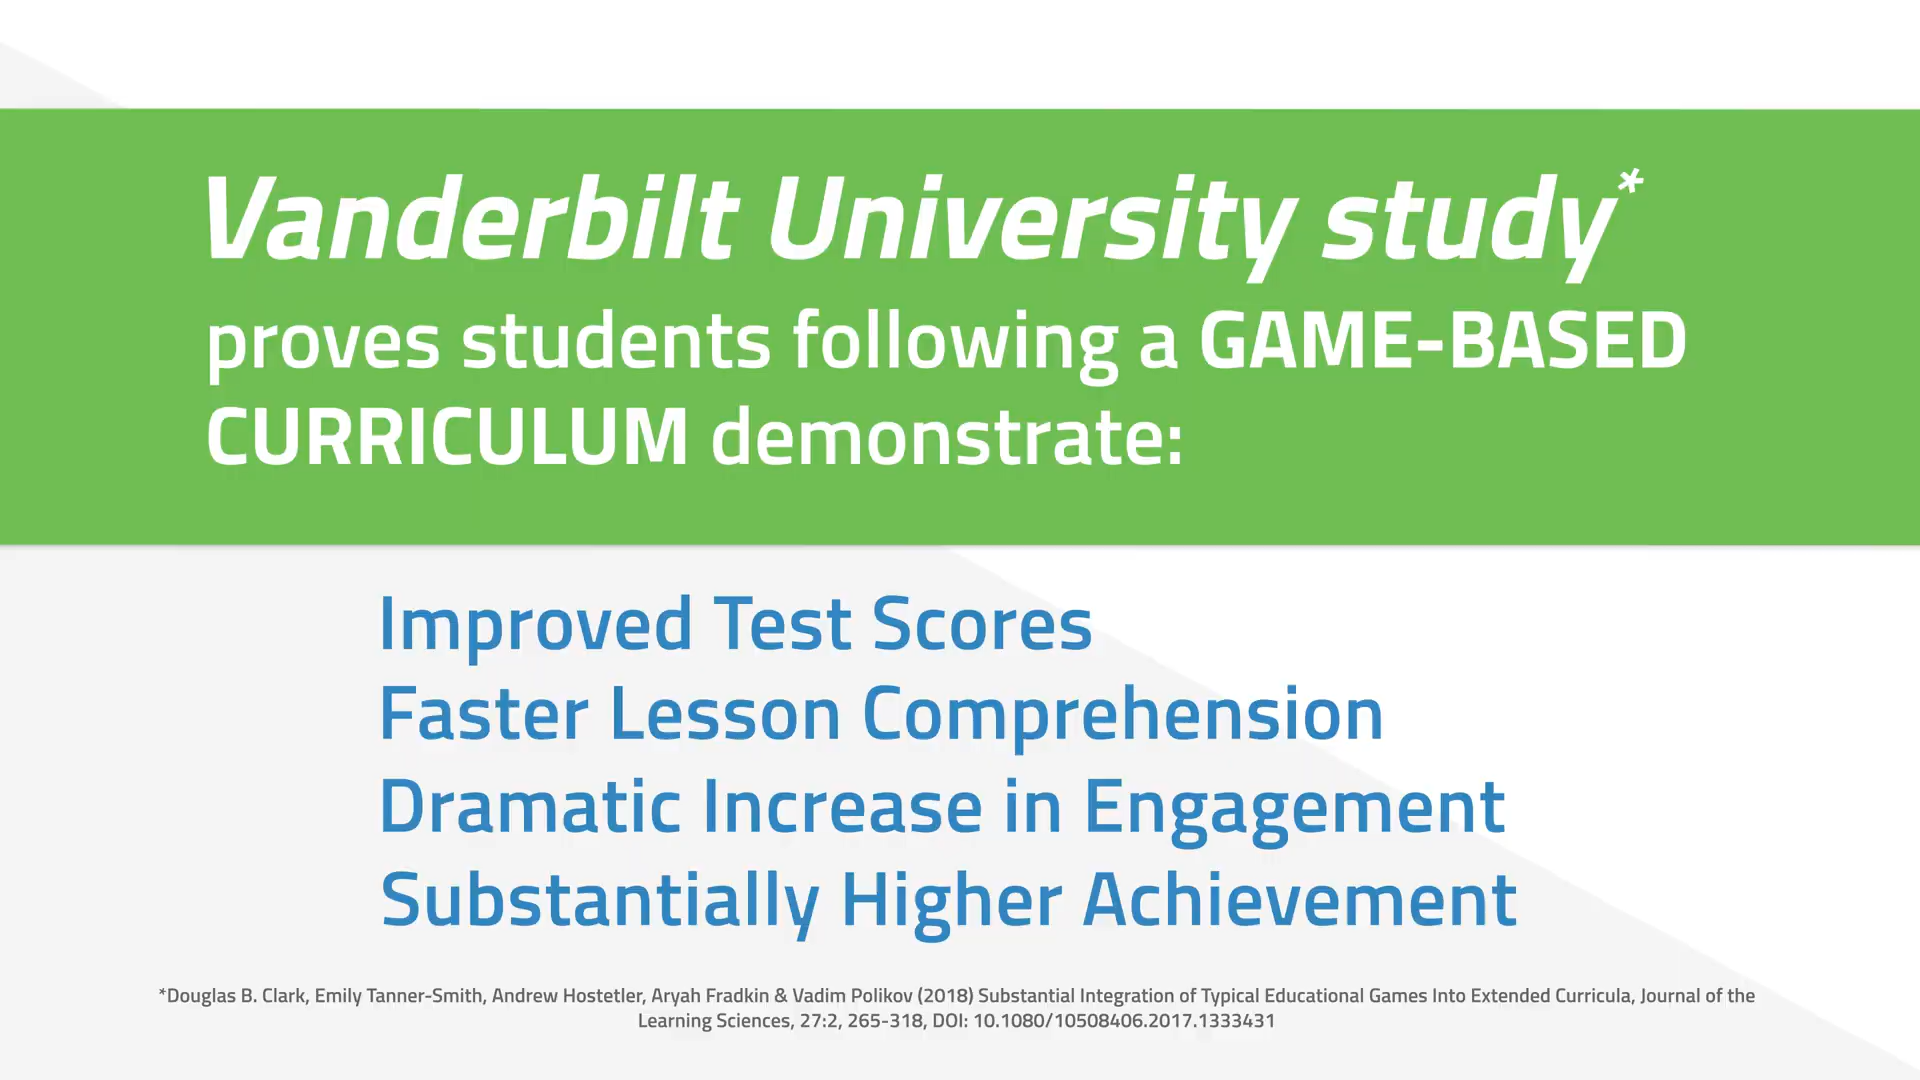 Vanderbilt University study*
proves students following a GAME-BASED
CURRICULUM demonstrate:
Improved Test Scores
Faster Lesson Comprehension
Dramatic Increase in Engagement
Substantially Higher Achievement
*Douglas B. Clark, Emily Tanner-Smith, Andrew Hostetler, Aryah Fradkin & Vadim Polikov (2018) Substantial Integration of Typical Educational Games Into Extended Curricula, Journal of the
Learning Sciences, 27:2, 265-318, DOI: 10.1080/10508406.2017.1333431